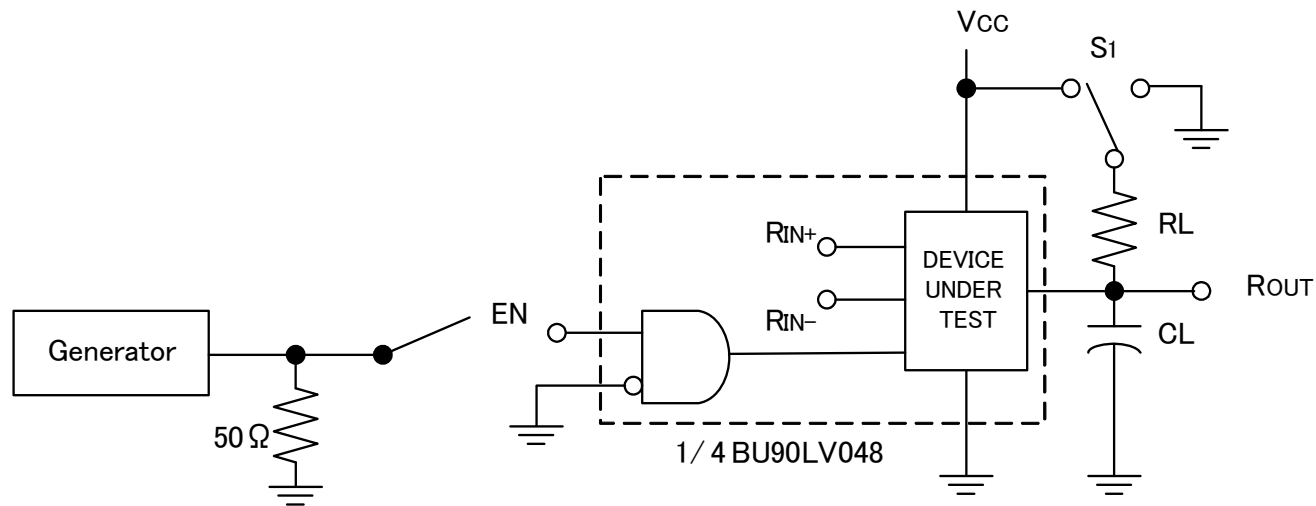 VCC
S1
RIN+
RL
DEVICE
UNDER
TEST
ROUT
EN
RIN-
Generator
CL
50Ω
1/4 BU90LV048